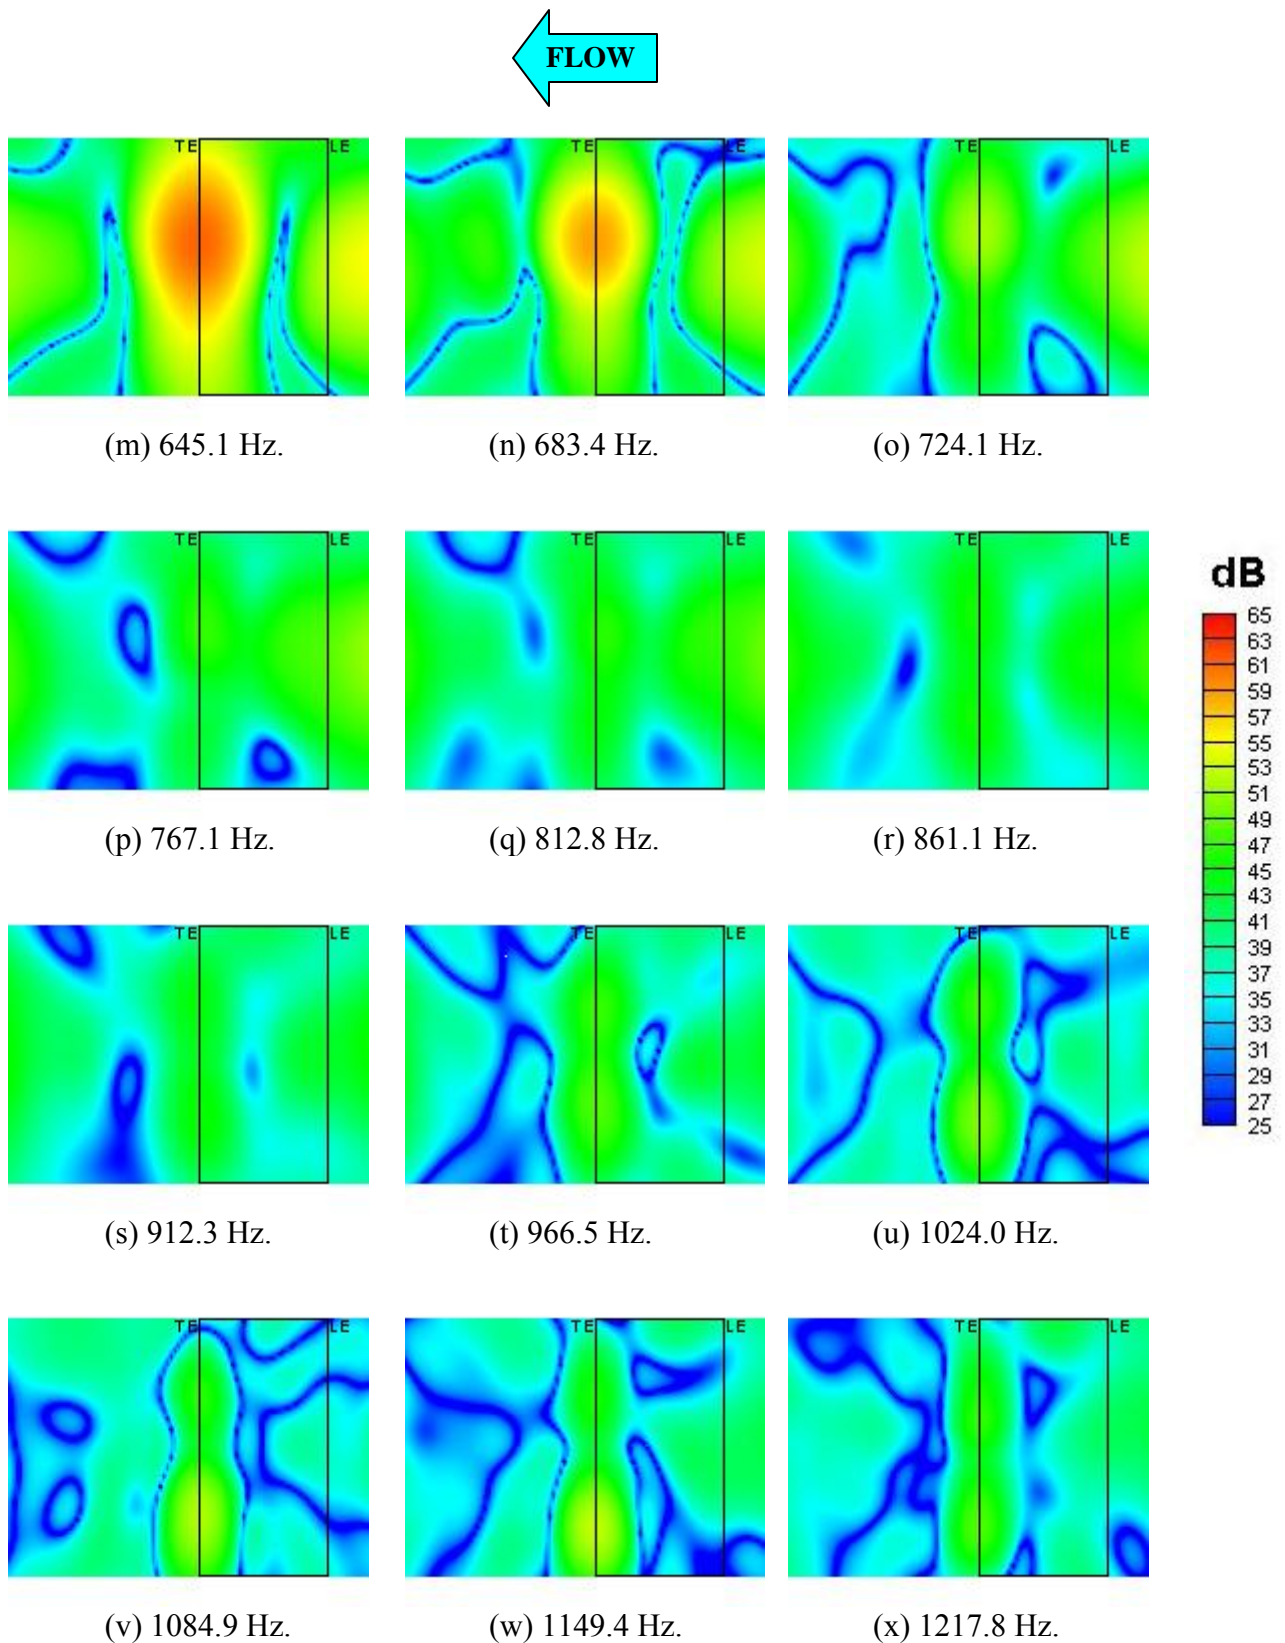 FLOW
TE LE TE LE TE LE
(m) 645.1 Hz. (n) 683.4 Hz. (o) 724.1 Hz.
TE LE TE LE TE LE
(p) 767.1 Hz. (q) 812.8 Hz. (r) 861.1 Hz.
dB
65
63
61
59
57
55
53
51
49
47
45
43
41
39
37
35
33
31
29
27
25
TE LE TE LE TE LE
(s) 912.3 Hz. (t) 966.5 Hz. (u) 1024.0 Hz.
TE LE TE LE TE LE
(v) 1084.9 Hz. (w) 1149.4 Hz. (x) 1217.8 Hz.